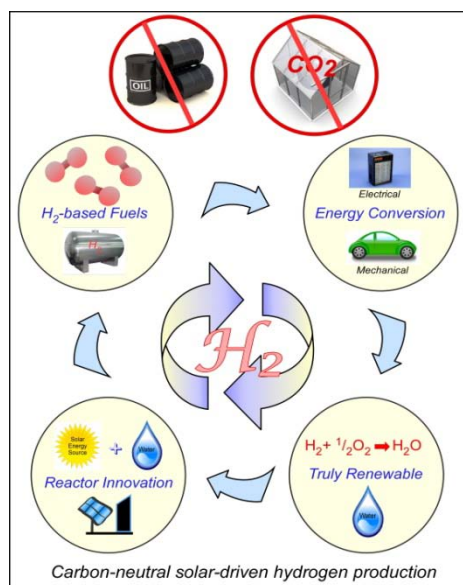 OIL
CO2
H2-based Fuels
H2
Electrical
Energy Conversion
Mechanical
H2
Solar
Energy
Source
+
Water
Reactor Innovation
H2+ 1/2O2 ➡ H2O
Truly Renewable
Water
Carbon-neutral solar-driven hydrogen production